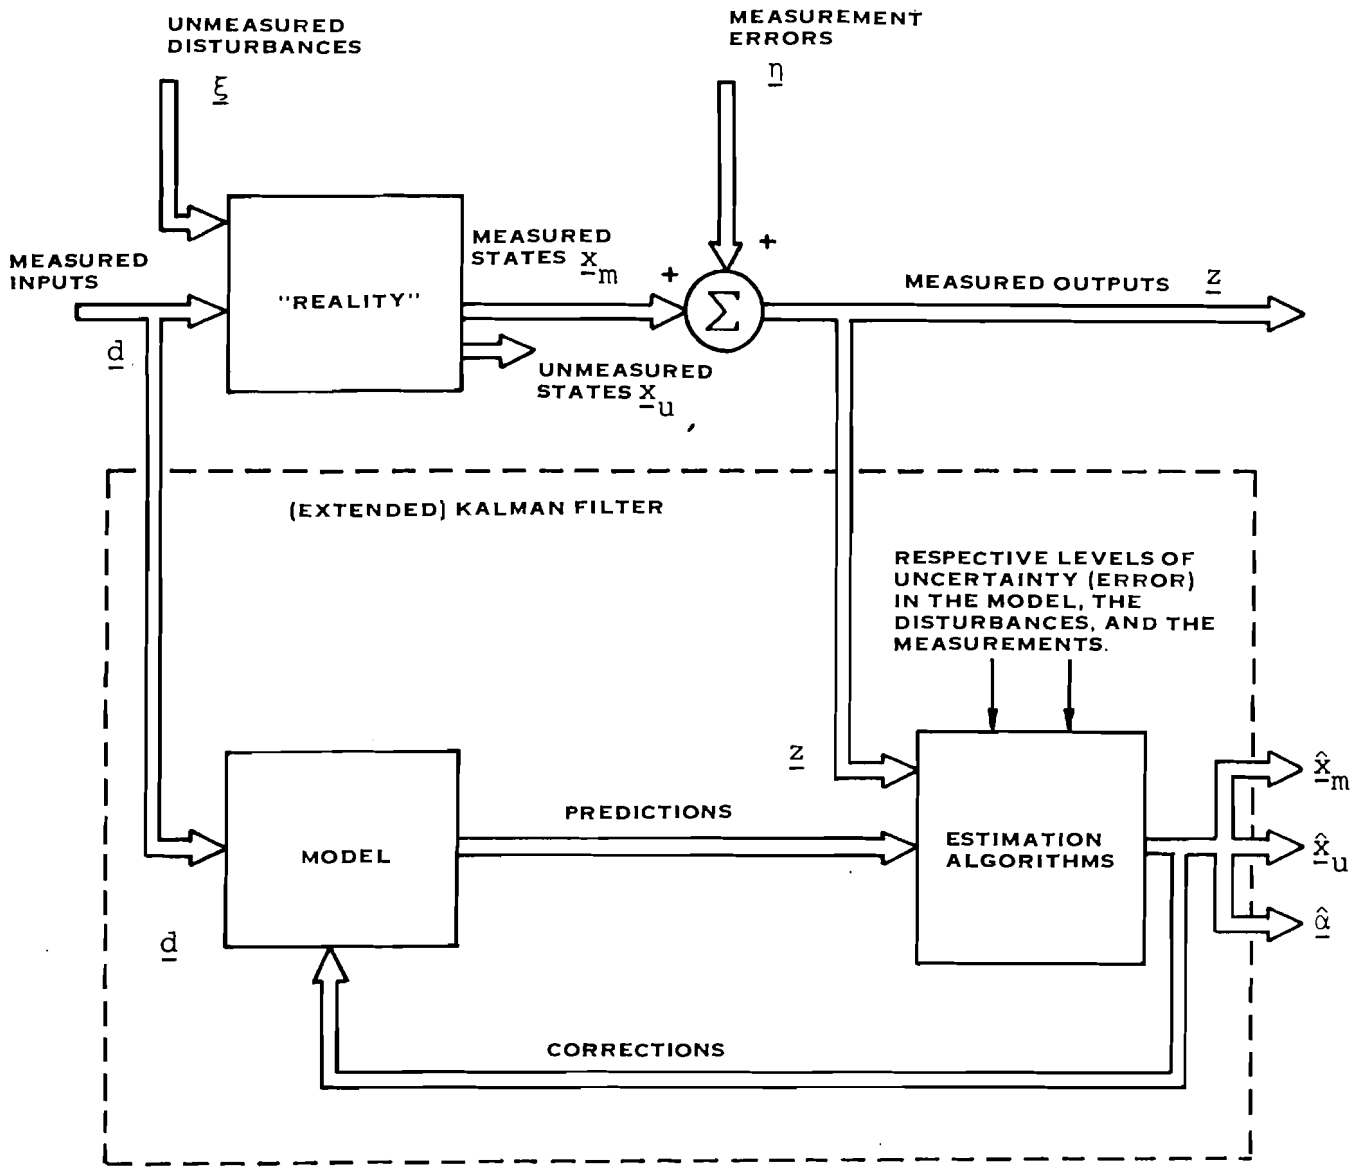 UNMEASURED
DISTURBANCES
ξ
MEASUREMENT
ERRORS
η
MEASURED
INPUTS
d
"REALITY"
MEASURED
STATES x_m
+
+
Σ
MEASURED OUTPUTS z
UNMEASURED
STATES x_u
(EXTENDED) KALMAN FILTER
RESPECTIVE LEVELS OF
UNCERTAINTY (ERROR)
IN THE MODEL, THE
DISTURBANCES, AND THE
MEASUREMENTS.
z
d
MODEL
PREDICTIONS
ESTIMATION
ALGORITHMS
x̂_m
x̂_u
α̂
CORRECTIONS